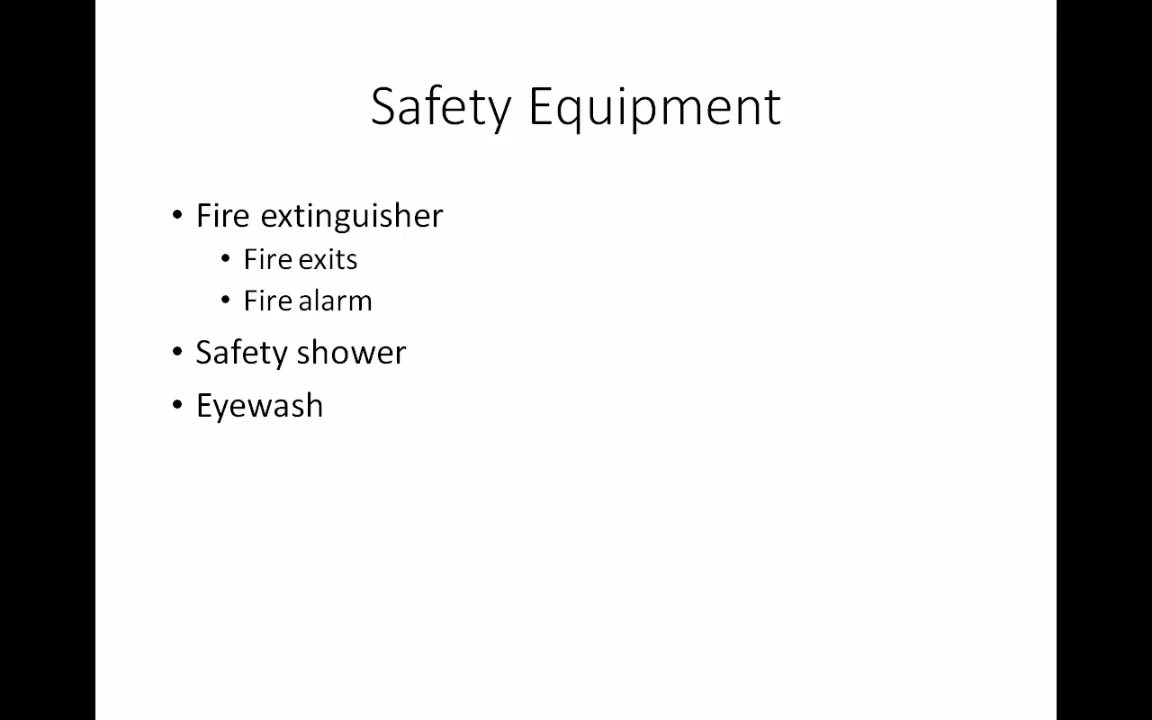 Safety Equipment
• Fire extinguisher
• Fire exits
• Fire alarm
• Safety shower
• Eyewash